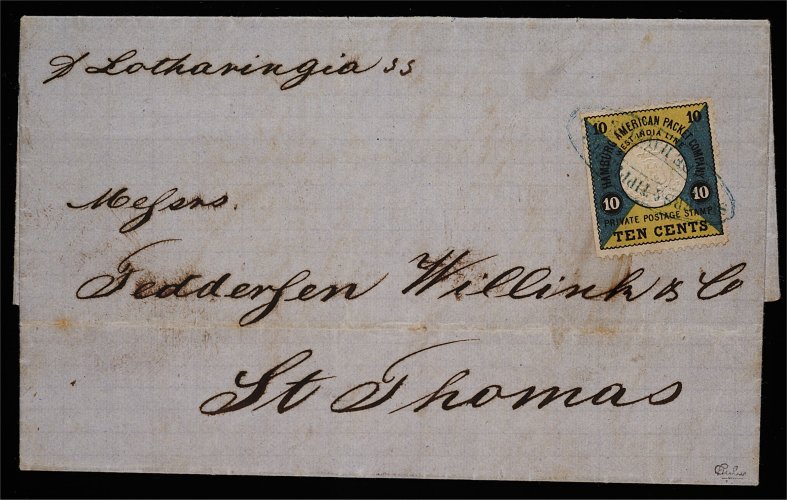 p Lotharingia ss
10 10
HAMBURG AMERICAN PACKET COMPANY
WEST INDIA LINE
10 10
PRIVATE POSTAGE STAMP
TEN CENTS
Messrs.
Feddersen Willink & Co
St Thomas